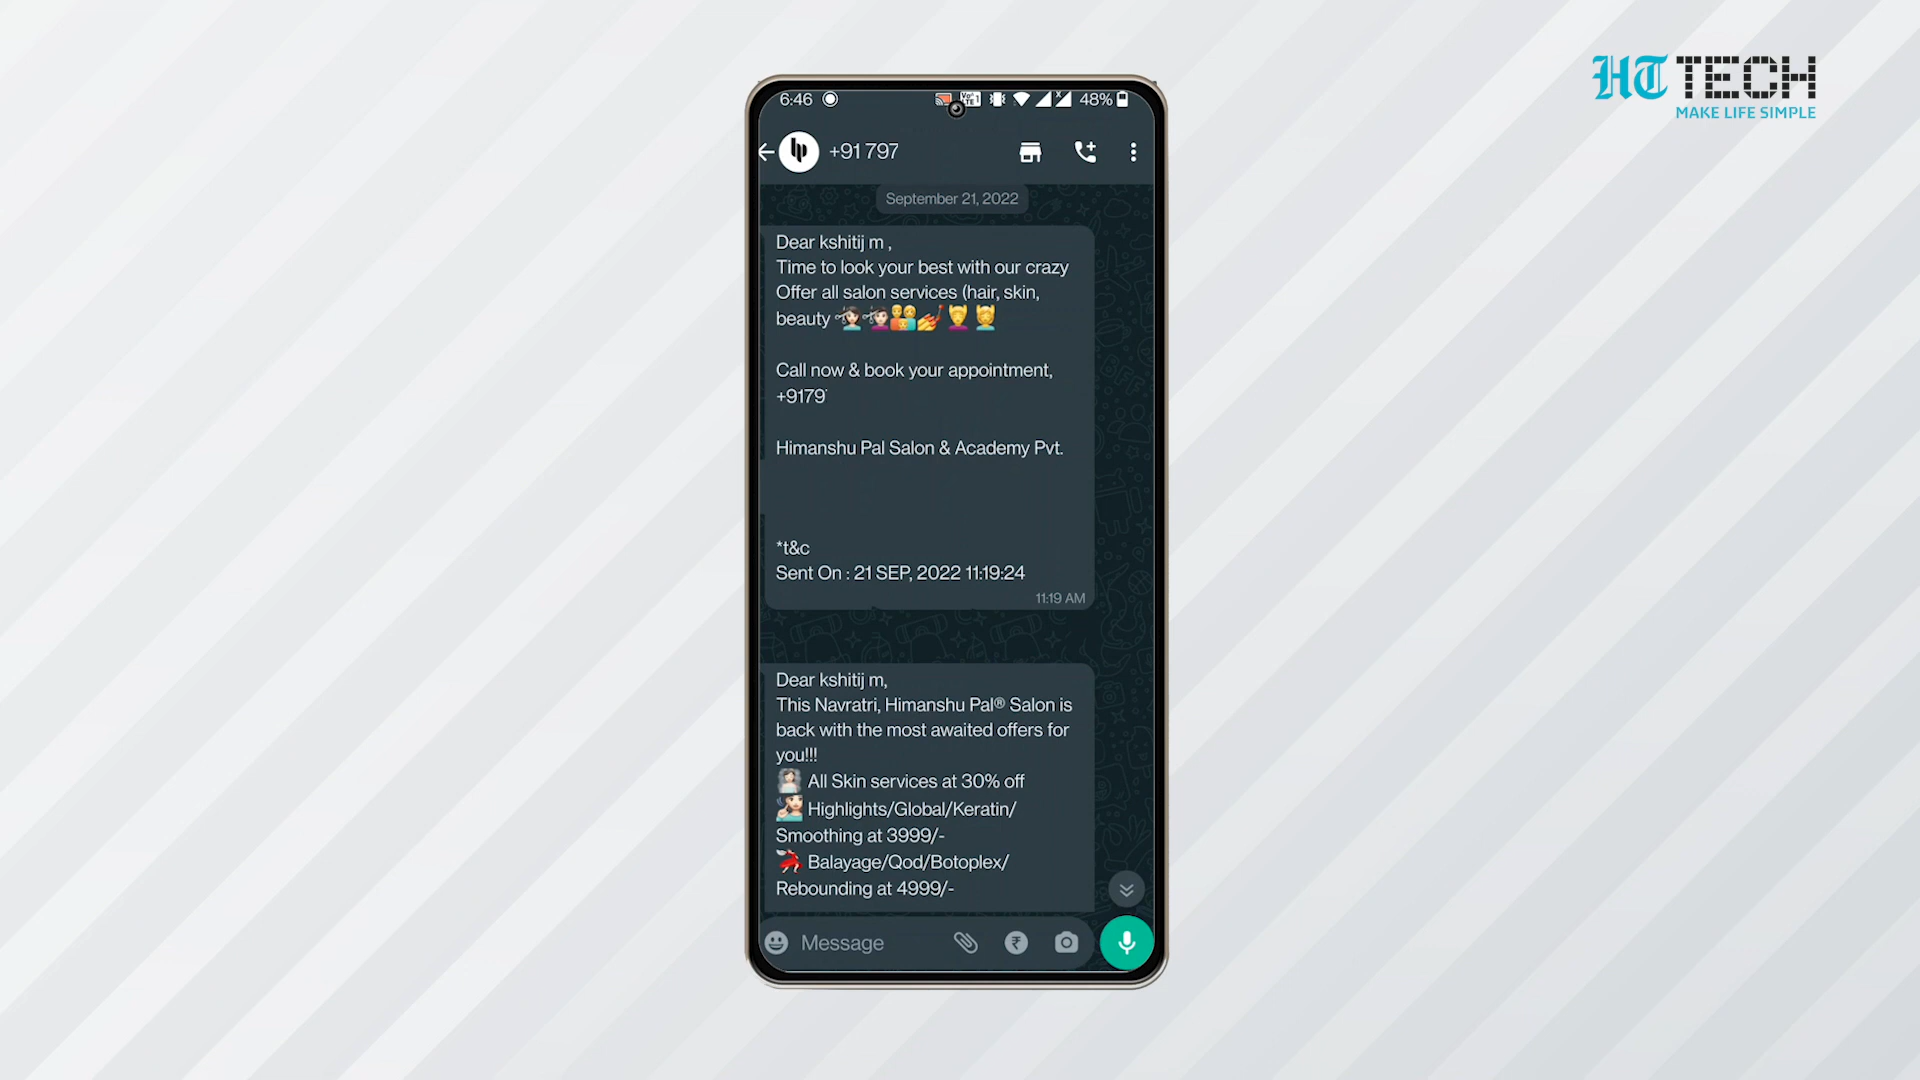 HT TECH
MAKE LIFE SIMPLE
6:46
48%
+91 797
September 21, 2022
Dear kshitij m ,
Time to look your best with our crazy
Offer all salon services (hair, skin,
beauty
Call now & book your appointment,
+9179
Himanshu Pal Salon & Academy Pvt.
*t&c
Sent On : 21 SEP, 2022 11:19:24
11:19 AM
Dear kshitij m,
This Navratri, Himanshu Pal® Salon is
back with the most awaited offers for
you!!!
All Skin services at 30% off
Highlights/Global/Keratin/
Smoothing at 3999/-
Balayage/Qod/Botoplex/
Rebounding at 4999/-
Message